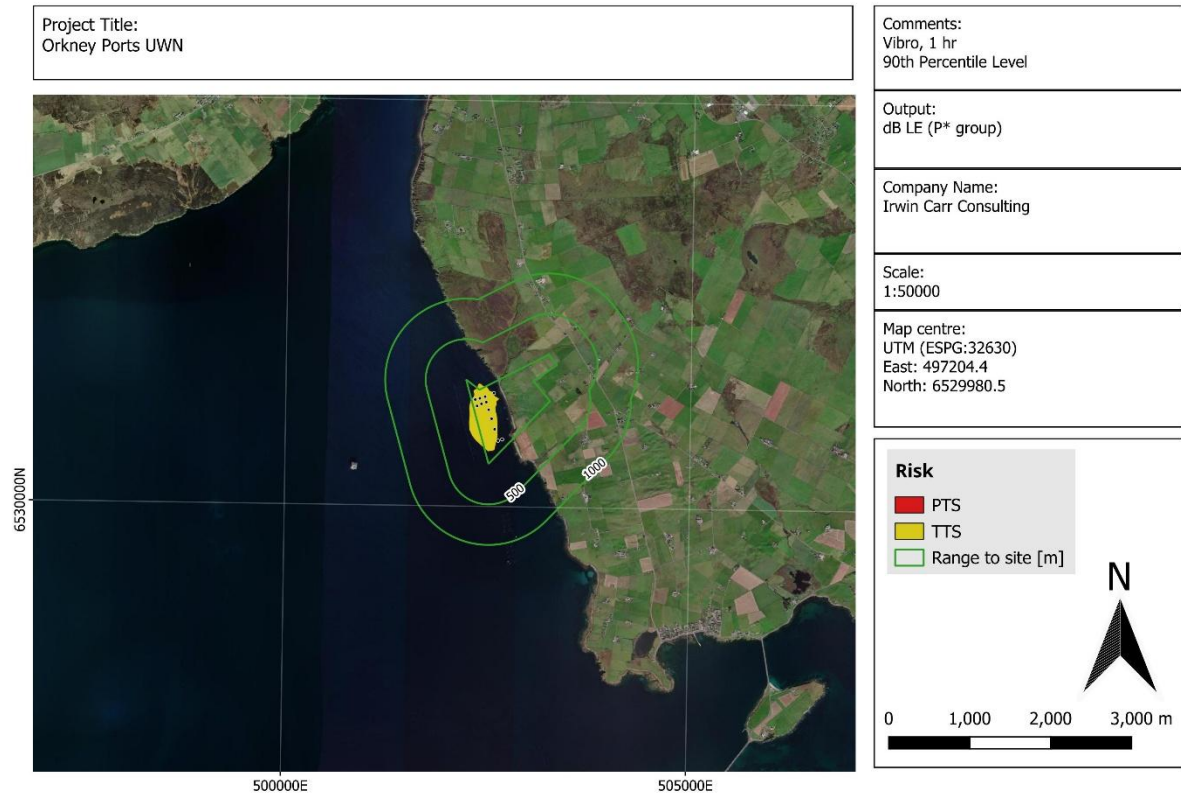 Project Title:
Orkney Ports UWN
Comments:
Vibro, 1 hr
90th Percentile Level
Output:
dB LE (P* group)
Company Name:
Irwin Carr Consulting
Scale:
1:50000
Map centre:
UTM (ESPG:32630)
East: 497204.4
North: 6529980.5
6530000N
500
1000
500000E
505000E
Risk
PTS
TTS
Range to site [m]
N
0 1,000 2,000 3,000 m